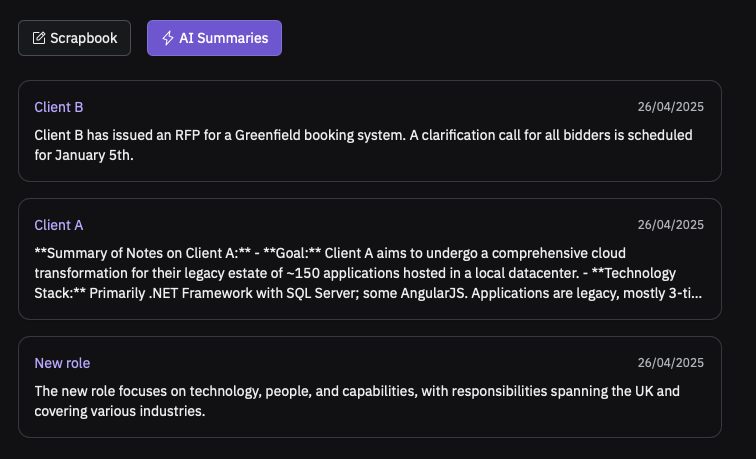 Scrapbook
AI Summaries
Client B
26/04/2025
Client B has issued an RFP for a Greenfield booking system. A clarification call for all bidders is scheduled
for January 5th.
Client A
26/04/2025
**Summary of Notes on Client A:** - **Goal:** Client A aims to undergo a comprehensive cloud
transformation for their legacy estate of ~150 applications hosted in a local datacenter. - **Technology
Stack:** Primarily .NET Framework with SQL Server; some AngularJS. Applications are legacy, mostly 3-ti...
New role
26/04/2025
The new role focuses on technology, people, and capabilities, with responsibilities spanning the UK and
covering various industries.